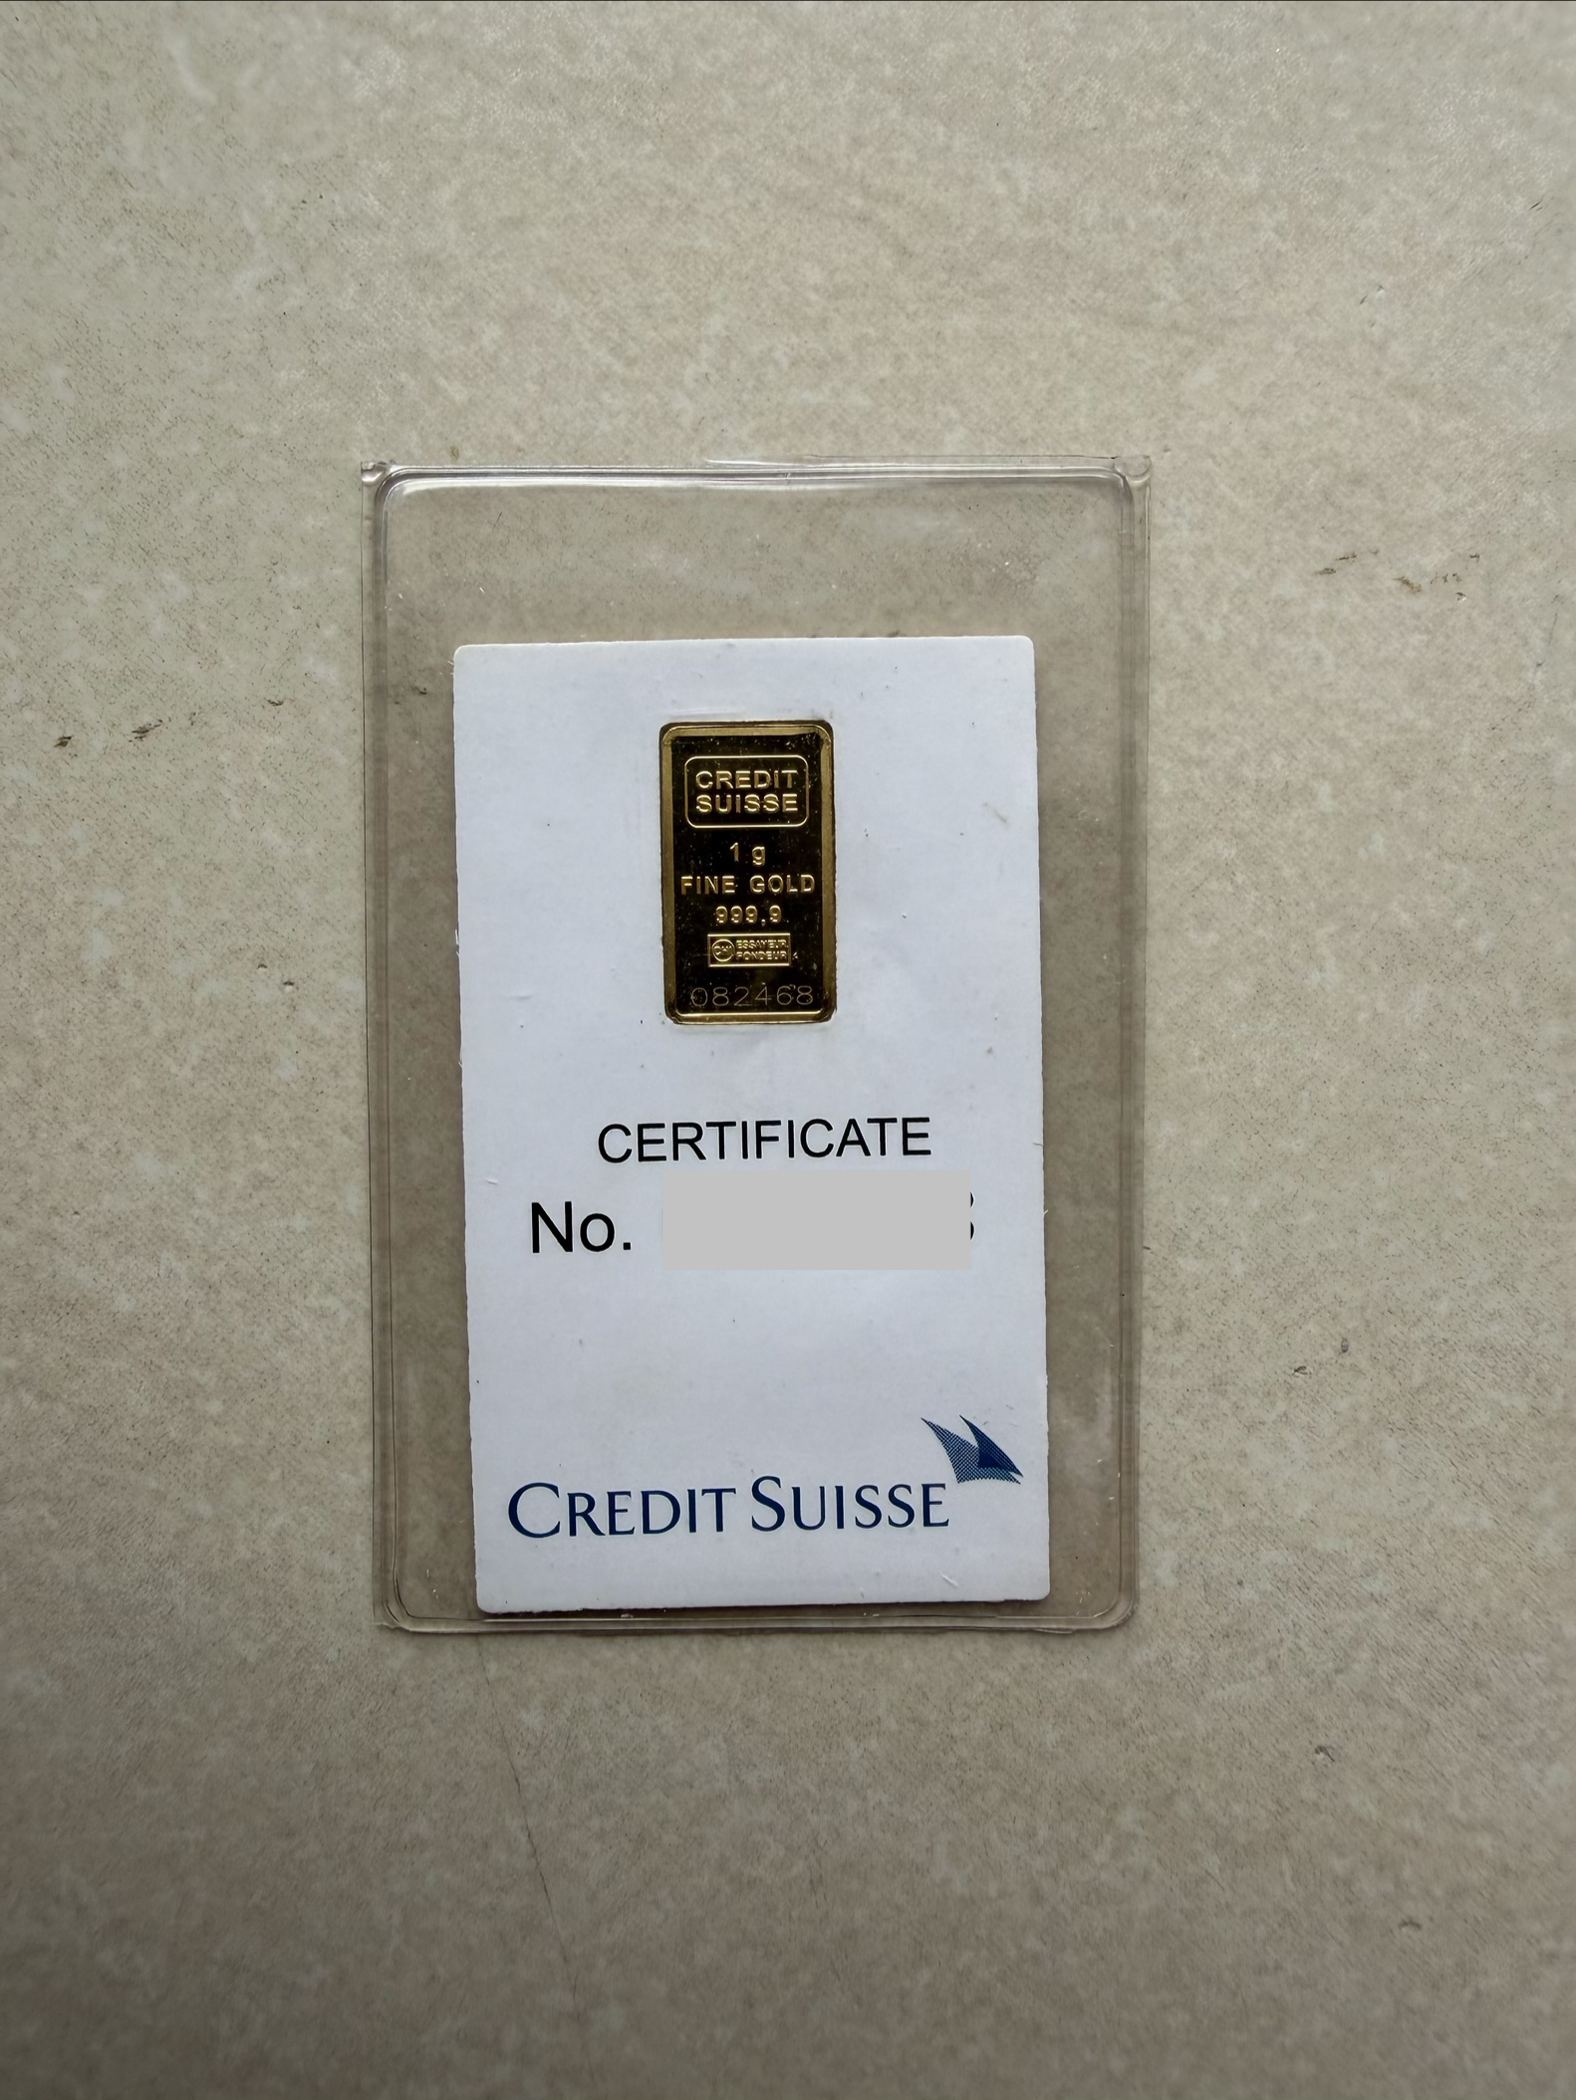 CREDIT
SUISSE
1 g
FINE GOLD
999,9
ESSAYEUR
FONDEUR
082468
CERTIFICATE
No.
CREDIT SUISSE